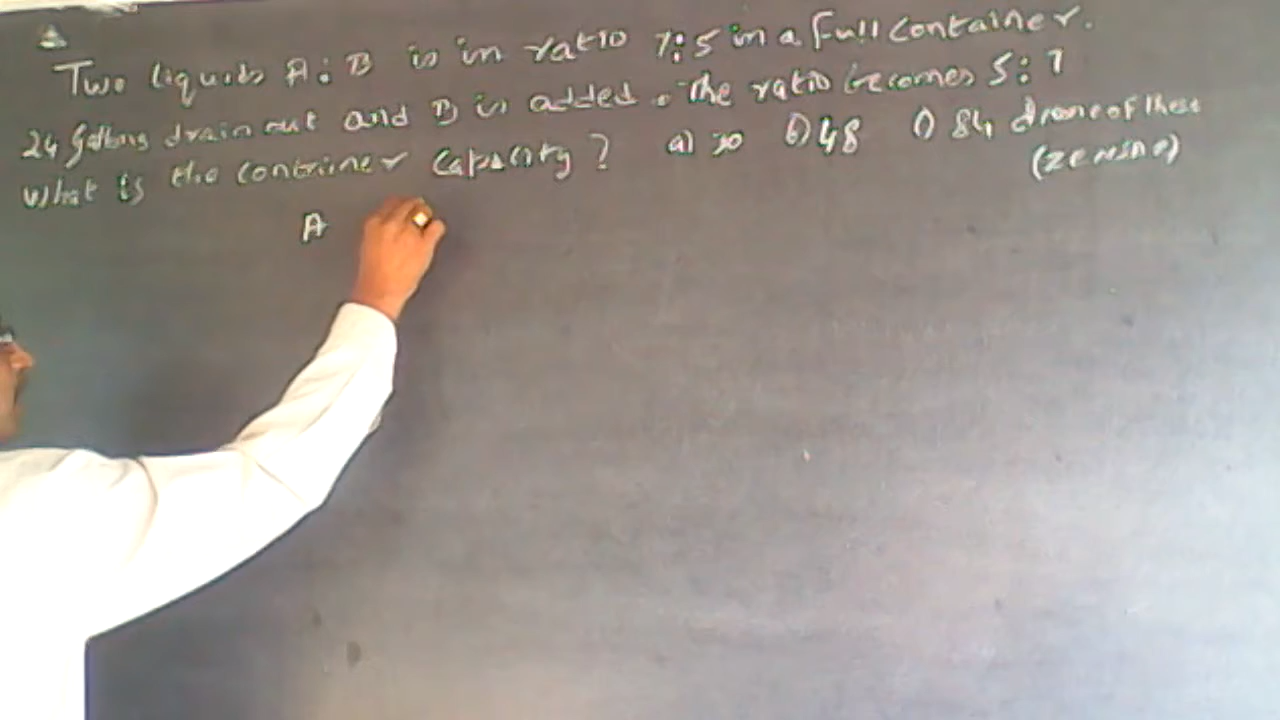 Two liquids A : B is in ratio 7:5 in a full container.
24 gallons drain out and B is added. The ratio becomes 5:7
What is the container capacity? a) 30 b) 48 c) 84 d) none of these
A